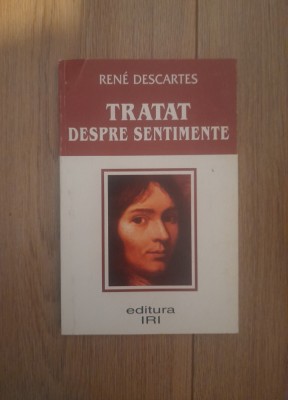 RENÉ DESCARTES
TRATAT
DESPRE SENTIMENTE
editura
IRI